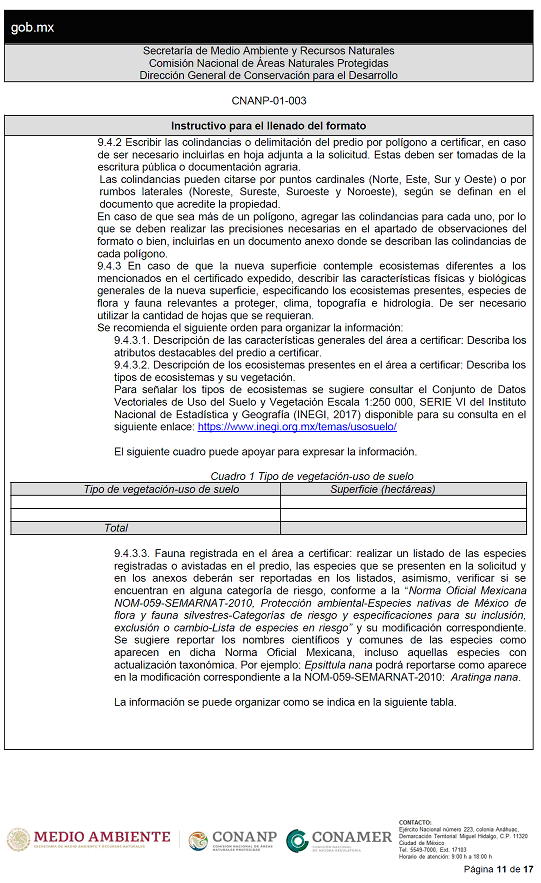 gob.mx
Secretaría de Medio Ambiente y Recursos Naturales
Comisión Nacional de Áreas Naturales Protegidas
Dirección General de Conservación para el Desarrollo
CNANP-01-003
Instructivo para el llenado del formato
9.4.2 Escribir las colindancias o delimitación del predio por polígono a certificar, en caso
de ser necesario incluirlas en hoja adjunta a la solicitud. Estas deben ser tomadas de la
escritura pública o documentación agraria.
Las colindancias pueden citarse por puntos cardinales (Norte, Este, Sur y Oeste) o por
rumbos laterales (Noreste, Sureste, Suroeste y Noroeste), según se definan en el
documento que acredite la propiedad.
En caso de que sea más de un polígono, agregar las colindancias para cada uno, por lo
que se deben realizar las precisiones necesarias en el apartado de observaciones del
formato o bien, incluirlas en un documento anexo donde se describan las colindancias de
cada polígono.
9.4.3 En caso de que la nueva superficie contemple ecosistemas diferentes a los
mencionados en el certificado expedido, describir las características físicas y biológicas
generales de la nueva superficie, especificando los ecosistemas presentes, especies de
flora y fauna relevantes a proteger, clima, topografía e hidrología. De ser necesario
utilizar la cantidad de hojas que se requieran.
Se recomienda el siguiente orden para organizar la información:
9.4.3.1. Descripción de las características generales del área a certificar: Describa los
atributos destacables del predio a certificar.
9.4.3.2. Descripción de los ecosistemas presentes en el área a certificar: Describa los
tipos de ecosistemas y su vegetación.
Para señalar los tipos de ecosistemas se sugiere consultar el Conjunto de Datos
Vectoriales de Uso del Suelo y Vegetación Escala 1:250 000, SERIE VI del Instituto
Nacional de Estadística y Geografía (INEGI, 2017) disponible para su consulta en el
siguiente enlace: https://www.inegi.org.mx/temas/usosuelo/
El siguiente cuadro puede apoyar para expresar la información.
Cuadro 1 Tipo de vegetación-uso de suelo
Tipo de vegetación-uso de suelo Superficie (hectáreas)
Total
9.4.3.3. Fauna registrada en el área a certificar: realizar un listado de las especies
registradas o avistadas en el predio, las especies que se presenten en la solicitud y
en los anexos deberán ser reportadas en los listados, asimismo, verificar si se
encuentran en alguna categoría de riesgo, conforme a la "Norma Oficial Mexicana
NOM-059-SEMARNAT-2010, Protección ambiental-Especies nativas de México de
flora y fauna silvestres-Categorías de riesgo y especificaciones para su inclusión,
exclusión o cambio-Lista de especies en riesgo" y su modificación correspondiente.
Se sugiere reportar los nombres científicos y comunes de las especies como
aparecen en dicha Norma Oficial Mexicana, incluso aquellas especies con
actualización taxonómica. Por ejemplo: Epsittula nana podrá reportarse como aparece
en la modificación correspondiente a la NOM-059-SEMARNAT-2010: Aratinga nana.
La información se puede organizar como se indica en la siguiente tabla.
MEDIO AMBIENTE
SECRETARÍA DE MEDIO AMBIENTE Y RECURSOS NATURALES
CONANP
COMISIÓN NACIONAL DE ÁREAS NATURALES PROTEGIDAS
CONAMER
COMISIÓN NACIONAL DE MEJORA REGULATORIA
CONTACTO:
Ejército Nacional número 223, colonia Anáhuac,
Demarcación Territorial Miguel Hidalgo, C.P. 11320
Ciudad de México
Tel. 5549-7000, Ext. 17103
Horario de atención: 9:00 h a 18:00 h
Página 11 de 17